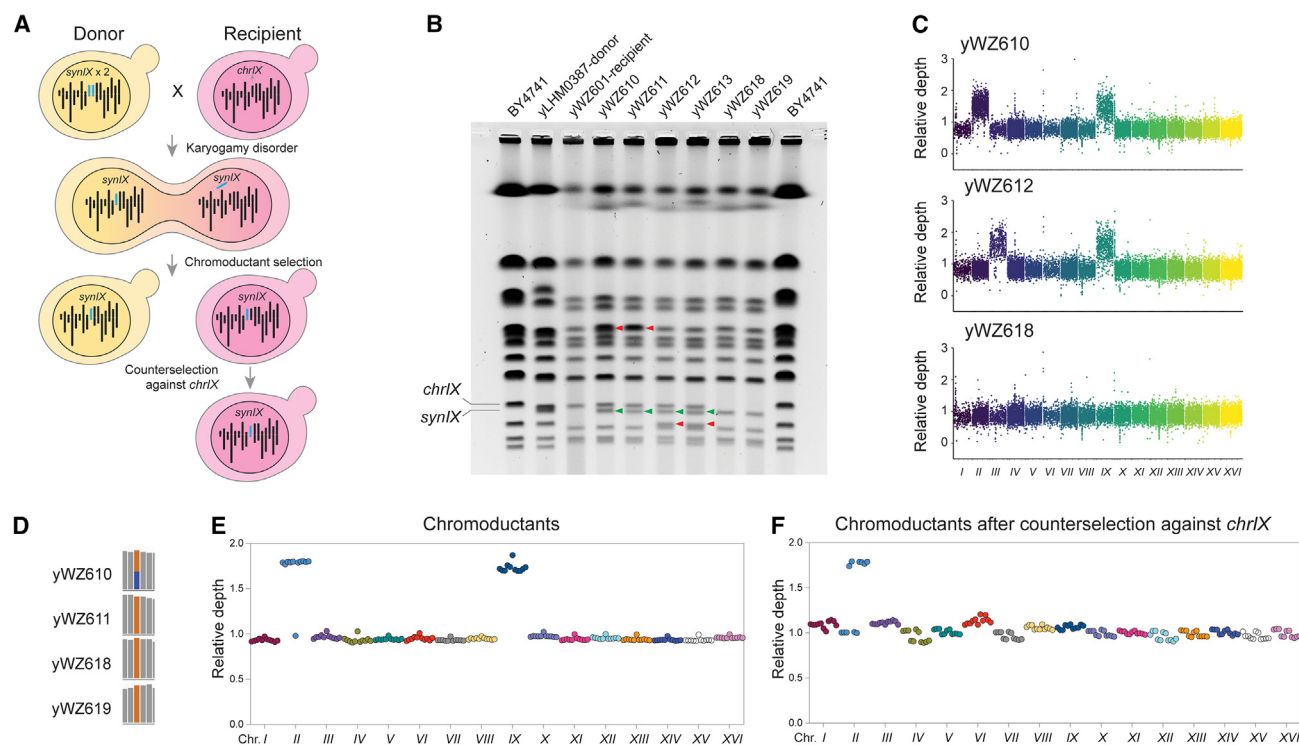 A
Donor
Recipient
synIX x 2
chrIX
X
Karyogamy disorder
synIX
synIX
Chromoductant selection
synIX
synIX
Counterselection
against chrIX
synIX
B
BY4741
yLHM0387-donor
yWZ601-recipient
yWZ610
yWZ611
yWZ612
yWZ613
yWZ618
yWZ619
BY4741
chrIX
synIX
C
yWZ610
Relative depth
3
2
1
0
yWZ612
Relative depth
3
2
1
0
yWZ618
Relative depth
3
2
1
0
I II III IV V VI VII VIII IX X XI XII XIII XIV XV XVI
D
yWZ610
yWZ611
yWZ618
yWZ619
E
Chromoductants
Relative depth
2.0
1.5
1.0
0.5
0.0
Chr. I II III IV V VI VII VIII IX X XI XII XIII XIV XV XVI
F
Chromoductants after counterselection against chrIX
Relative depth
2.0
1.5
1.0
0.5
0.0
Chr. I II III IV V VI VII VIII IX X XI XII XIII XIV XV XVI